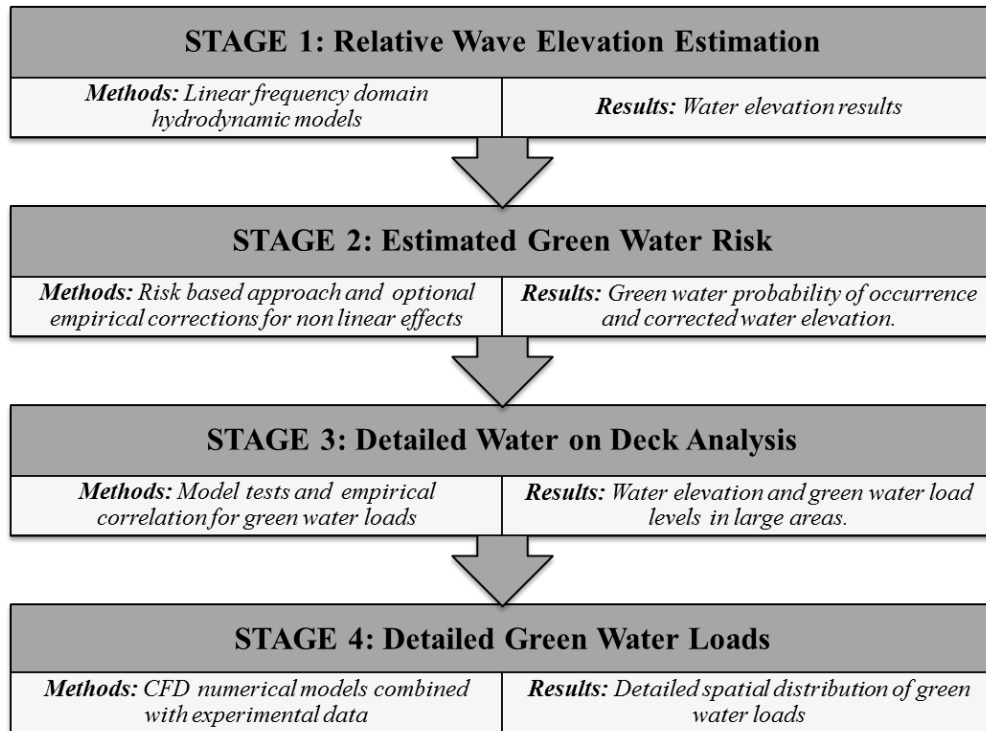 STAGE 1: Relative Wave Elevation Estimation
Methods: Linear frequency domain
hydrodynamic models
Results: Water elevation results
STAGE 2: Estimated Green Water Risk
Methods: Risk based approach and optional
empirical corrections for non linear effects
Results: Green water probability of occurrence
and corrected water elevation.
STAGE 3: Detailed Water on Deck Analysis
Methods: Model tests and empirical
correlation for green water loads
Results: Water elevation and green water load
levels in large areas.
STAGE 4: Detailed Green Water Loads
Methods: CFD numerical models combined
with experimental data
Results: Detailed spatial distribution of green
water loads